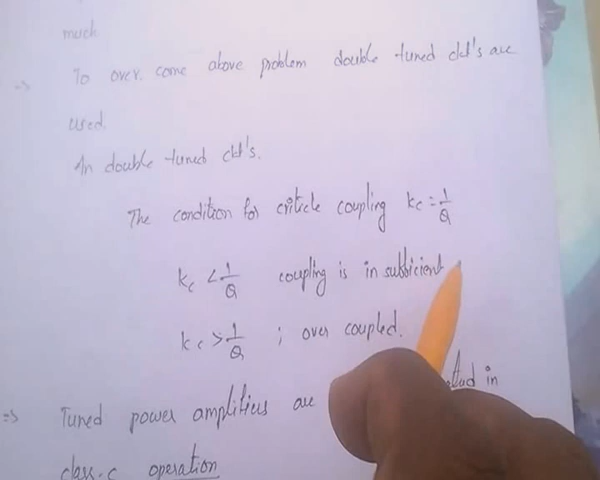 much
⇒ To over. come above problem double tuned ckt's are
used.
In double tuned ckt's.
The condition for criticle coupling kc = 1/Q
kc < 1/Q coupling is in sufficient
kc > 1/Q ; over coupled.
⇒ Tuned power amplifiers are in
class-c operation